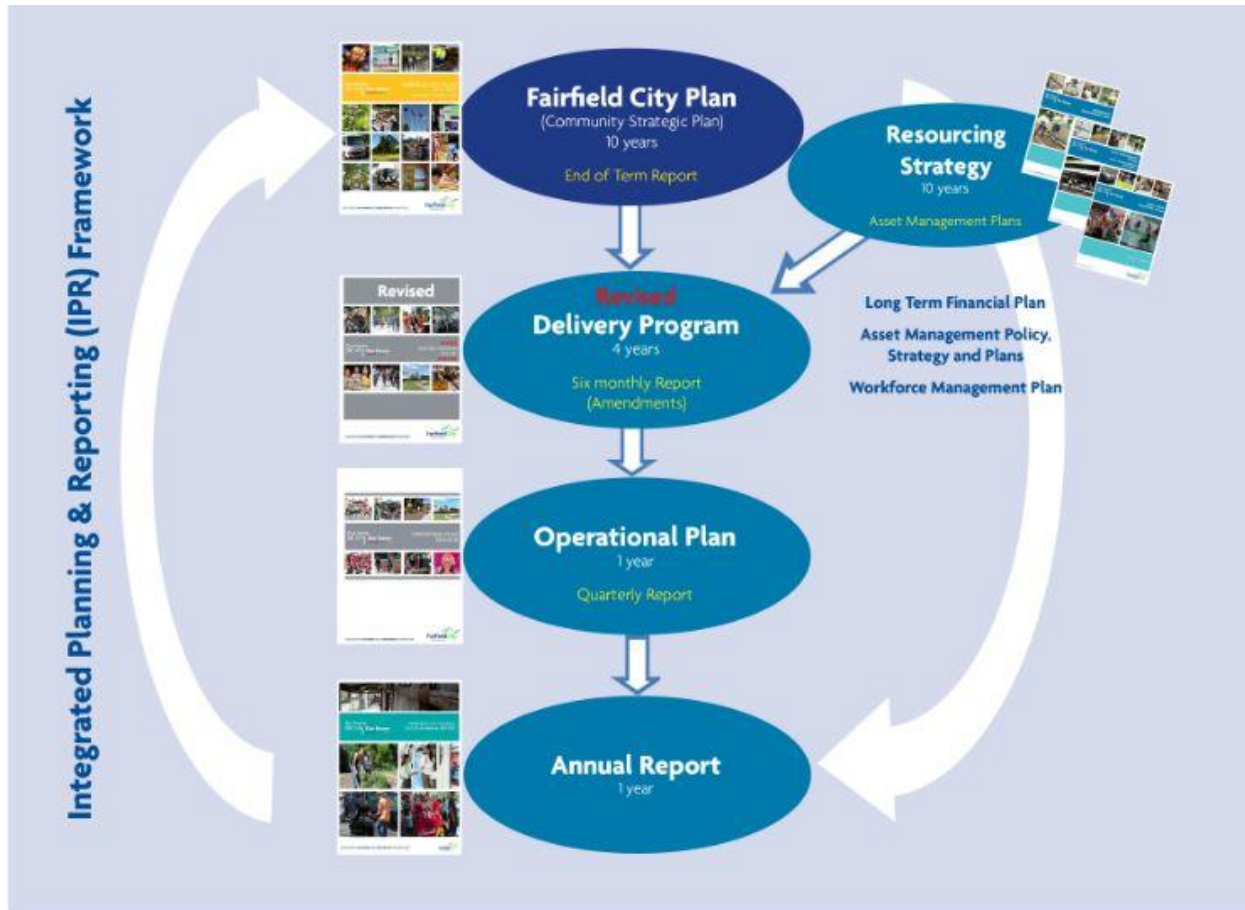 Integrated Planning & Reporting (IPR) Framework
Fairfield City Plan
(Community Strategic Plan)
10 years
End of Term Report
Resourcing
Strategy
10 years
Asset Management Plans
Revised
Revised
Delivery Program
4 years
Six monthly Report
(Amendments)
Long Term Financial Plan
Asset Management Policy,
Strategy and Plans
Workforce Management Plan
Operational Plan
1 year
Quarterly Report
Annual Report
1 year